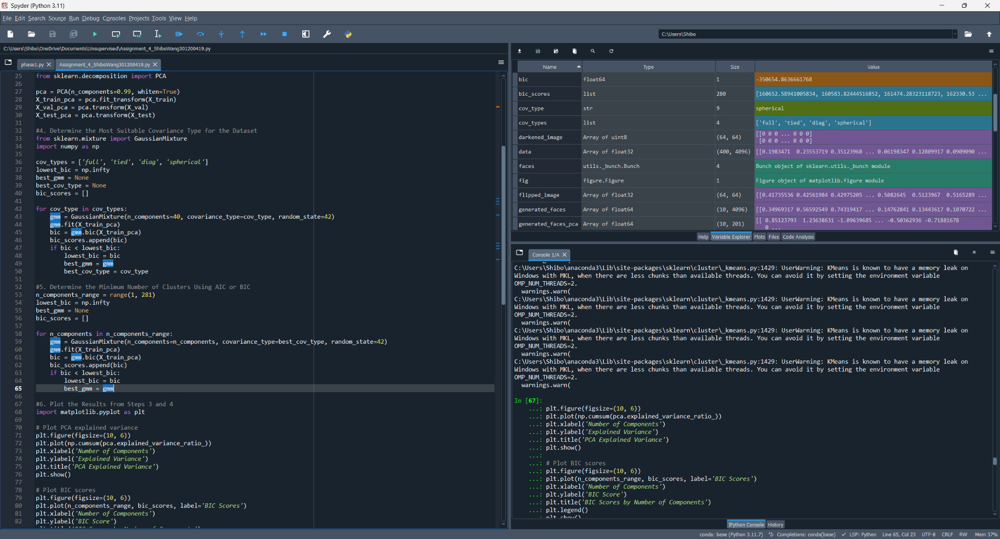 Spyder (Python 3.11)
File Edit Search Source Run Debug Consoles Projects Tools View Help
C:\Users\Shibo
C:\Users\Shibo\OneDrive\Documents\Unsupervised\Assignment_4_ShiboWang301200419.py
phase1.py Assignment_4_ShiboWang301200419.py
25 from sklearn.decomposition import PCA
26
27 pca = PCA(n_components=0.99, whiten=True)
28 X_train_pca = pca.fit_transform(X_train)
29 X_val_pca = pca.transform(X_val)
30 X_test_pca = pca.transform(X_test)
31
32 #4. Determine the Most Suitable Covariance Type for the Dataset
33 from sklearn.mixture import GaussianMixture
34 import numpy as np
35
36 cov_types = ['full', 'tied', 'diag', 'spherical']
37 lowest_bic = np.infty
38 best_gmm = None
39 best_cov_type = None
40 bic_scores = []
41
42 for cov_type in cov_types:
43 gmm = GaussianMixture(n_components=40, covariance_type=cov_type, random_state=42)
44 gmm.fit(X_train_pca)
45 bic = gmm.bic(X_train_pca)
46 bic_scores.append(bic)
47 if bic < lowest_bic:
48 lowest_bic = bic
49 best_gmm = gmm
50 best_cov_type = cov_type
51
52 #5. Determine the Minimum Number of Clusters Using AIC or BIC
53 n_components_range = range(1, 281)
54 lowest_bic = np.infty
55 best_gmm = None
56 bic_scores = []
57
58 for n_components in n_components_range:
59 gmm = GaussianMixture(n_components=n_components, covariance_type=best_cov_type, random_state=42)
60 gmm.fit(X_train_pca)
61 bic = gmm.bic(X_train_pca)
62 bic_scores.append(bic)
63 if bic < lowest_bic:
64 lowest_bic = bic
65 best_gmm = gmm
66
67 #6. Plot the Results from Steps 3 and 4
68 import matplotlib.pyplot as plt
69
70 # Plot PCA explained variance
71 plt.figure(figsize=(10, 6))
72 plt.plot(np.cumsum(pca.explained_variance_ratio_))
73 plt.xlabel('Number of Components')
74 plt.ylabel('Explained Variance')
75 plt.title('PCA Explained Variance')
76 plt.show()
77
78 # Plot BIC scores
79 plt.figure(figsize=(10, 6))
80 plt.plot(n_components_range, bic_scores, label='BIC Scores')
81 plt.xlabel('Number of Components')
82 plt.ylabel('BIC Score')
Name Type Size Value
bic float64 1 -350654.8636661768
bic_scores list 280 [160652.58941005834, 160583.82444516852, 161474.28323118723, 162330.53 ...
cov_type str 9 spherical
cov_types list 4 ['full', 'tied', 'diag', 'spherical']
darkened_image Array of uint8 (64, 64) [[0 0 0 ... 0 0 0]
[0 0 0 ... 0 0 0]
data Array of float32 (400, 4096) [[0.1983471 0.23553719 0.35123968 ... 0.06198347 0.12809917 0.0909090 ...
faces utils._bunch.Bunch 4 Bunch object of sklearn.utils._bunch module
fig figure.Figure 1 Figure object of matplotlib.figure module
flipped_image Array of float32 (64, 64) [[0.41735536 0.42561984 0.42975205 ... 0.5082645 0.5123967 0.5165289 ...
generated_faces Array of float64 (10, 4096) [[0.34969317 0.56592549 0.74319417 ... 0.14762841 0.13443617 0.1070722 ...
generated_faces_pca Array of float64 (10, 201) [[ 0.85123793 1.23638631 -1.09639685 ... -0.50362936 -0.71881678
0 ...
Help Variable Explorer Plots Files Code Analysis
Console 1/A
C:\Users\Shibo\anaconda3\Lib\site-packages\sklearn\cluster\_kmeans.py:1429: UserWarning: KMeans is known to have a memory leak on
Windows with MKL, when there are less chunks than available threads. You can avoid it by setting the environment variable
OMP_NUM_THREADS=2.
warnings.warn(
C:\Users\Shibo\anaconda3\Lib\site-packages\sklearn\cluster\_kmeans.py:1429: UserWarning: KMeans is known to have a memory leak on
Windows with MKL, when there are less chunks than available threads. You can avoid it by setting the environment variable
OMP_NUM_THREADS=2.
warnings.warn(
C:\Users\Shibo\anaconda3\Lib\site-packages\sklearn\cluster\_kmeans.py:1429: UserWarning: KMeans is known to have a memory leak on
Windows with MKL, when there are less chunks than available threads. You can avoid it by setting the environment variable
OMP_NUM_THREADS=2.
warnings.warn(
C:\Users\Shibo\anaconda3\Lib\site-packages\sklearn\cluster\_kmeans.py:1429: UserWarning: KMeans is known to have a memory leak on
Windows with MKL, when there are less chunks than available threads. You can avoid it by setting the environment variable
OMP_NUM_THREADS=2.
warnings.warn(
In [67]:
...: plt.figure(figsize=(10, 6))
...: plt.plot(np.cumsum(pca.explained_variance_ratio_))
...: plt.xlabel('Number of Components')
...: plt.ylabel('Explained Variance')
...: plt.title('PCA Explained Variance')
...: plt.show()
...:
...: # Plot BIC scores
...: plt.figure(figsize=(10, 6))
...: plt.plot(n_components_range, bic_scores, label='BIC Scores')
...: plt.xlabel('Number of Components')
...: plt.ylabel('BIC Score')
...: plt.title('BIC Scores by Number of Components')
...: plt.legend()
...: plt.show()
IPython Console History
conda: base (Python 3.11.7) Completions: conda(base) LSP: Python Line 65, Col 23 UTF-8 CRLF RW Mem 37%